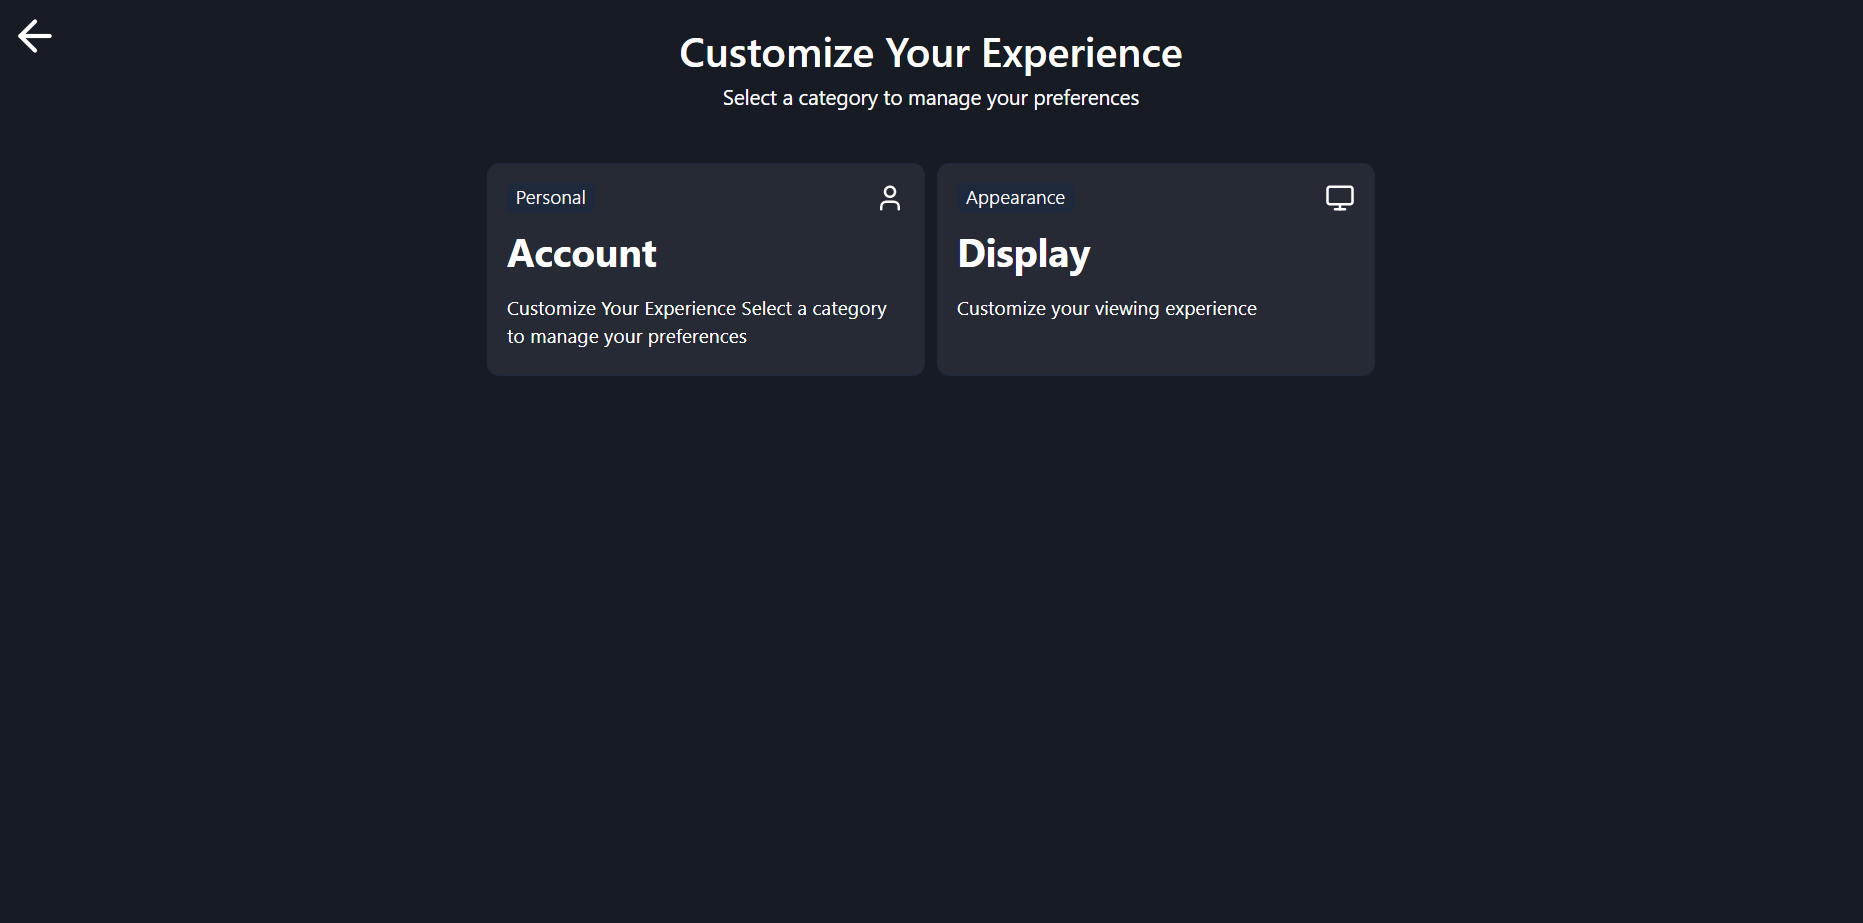 Customize Your Experience
Select a category to manage your preferences
Personal
Account
Customize Your Experience Select a category
to manage your preferences
Appearance
Display
Customize your viewing experience